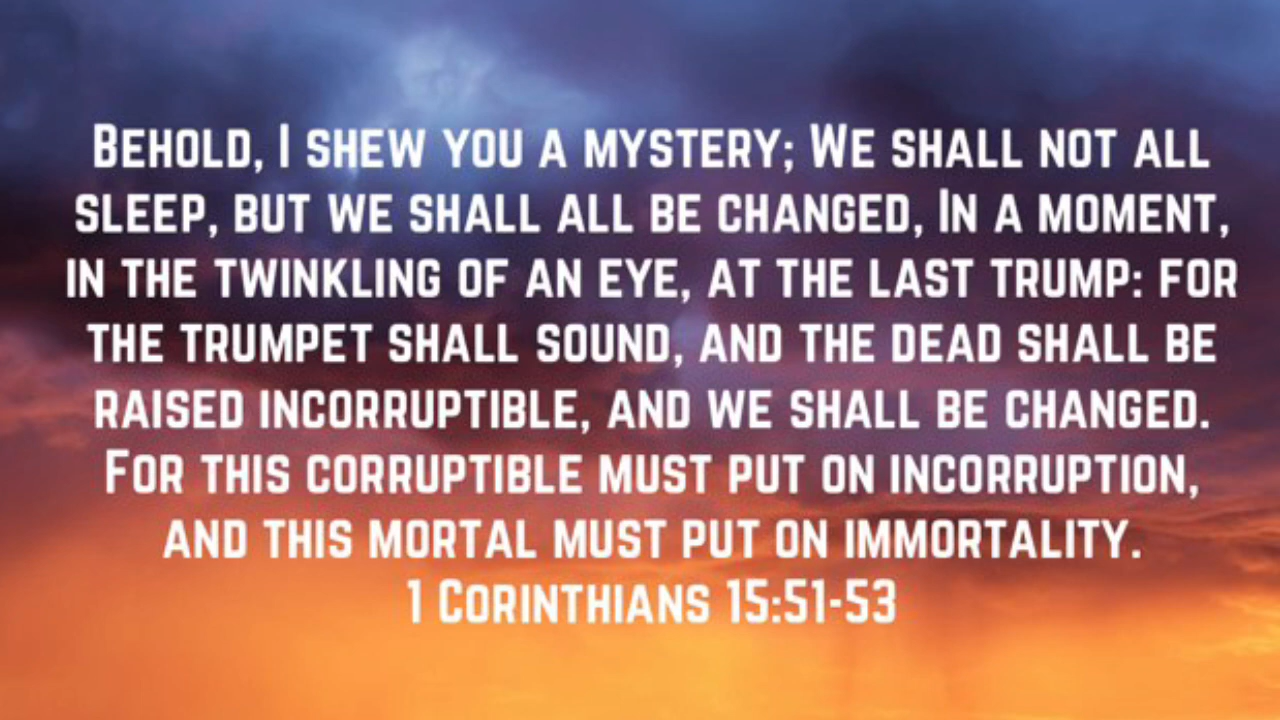 Behold, I shew you a mystery; We shall not all
sleep, but we shall all be changed, In a moment,
in the twinkling of an eye, at the last trump: for
the trumpet shall sound, and the dead shall be
raised incorruptible, and we shall be changed.
For this corruptible must put on incorruption,
and this mortal must put on immortality.
1 Corinthians 15:51-53